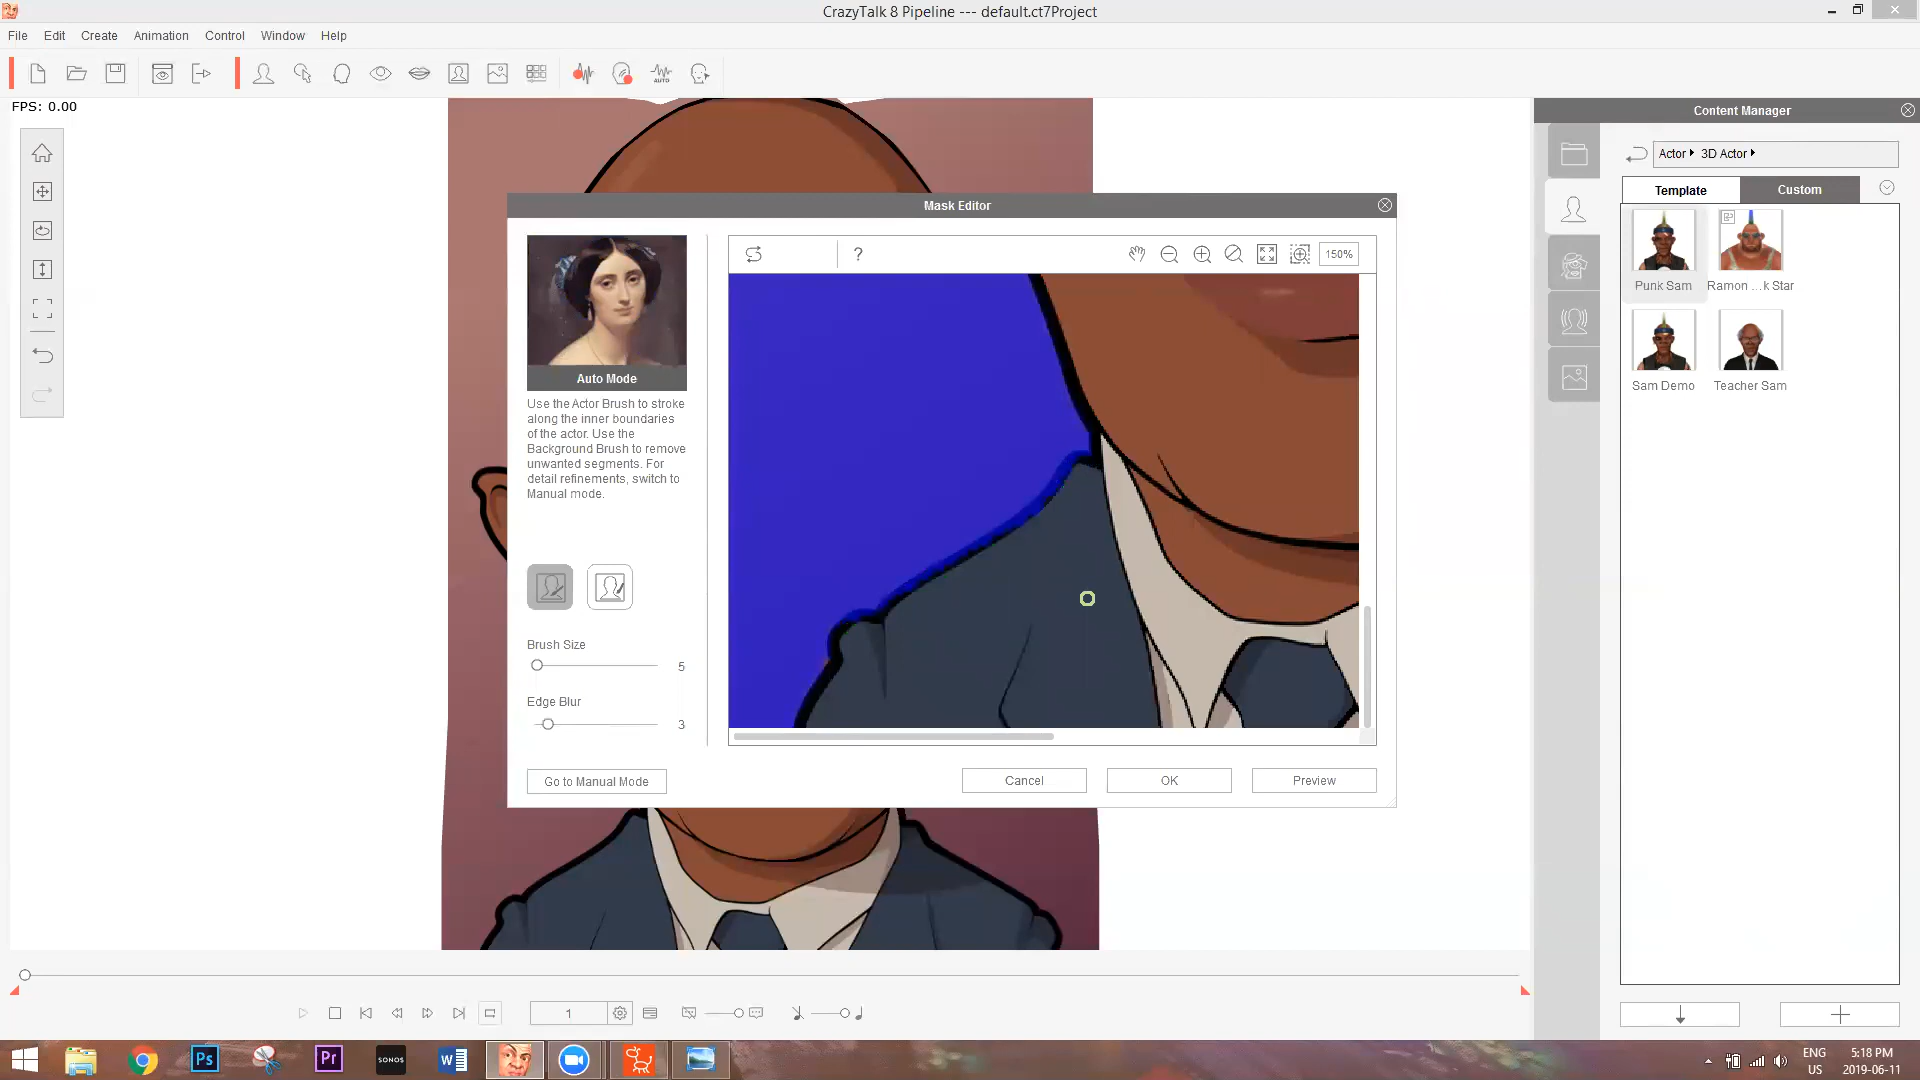 CrazyTalk 8 Pipeline --- default.ct7Project
File Edit Create Animation Control Window Help
AUTO
FPS: 0.00
Content Manager
Actor 3D Actor
Template Custom
Punk Sam Ramon ...k Star
Sam Demo Teacher Sam
Mask Editor
? 150%
Auto Mode
Use the Actor Brush to stroke
along the inner boundaries
of the actor. Use the
Background Brush to remove
unwanted segments. For
detail refinements, switch to
Manual mode.
Brush Size
5
Edge Blur
3
Go to Manual Mode Cancel OK Preview
1
Ps Pr SONOS W
ENG 5:18 PM
US 2019-06-11